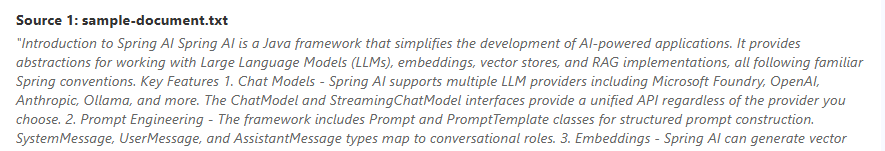 Source 1: sample-document.txt
"Introduction to Spring AI Spring AI is a Java framework that simplifies the development of AI-powered applications. It provides
abstractions for working with Large Language Models (LLMs), embeddings, vector stores, and RAG implementations, all following familiar
Spring conventions. Key Features 1. Chat Models - Spring AI supports multiple LLM providers including Microsoft Foundry, OpenAI,
Anthropic, Ollama, and more. The ChatModel and StreamingChatModel interfaces provide a unified API regardless of the provider you
choose. 2. Prompt Engineering - The framework includes Prompt and PromptTemplate classes for structured prompt construction.
SystemMessage, UserMessage, and AssistantMessage types map to conversational roles. 3. Embeddings - Spring AI can generate vector